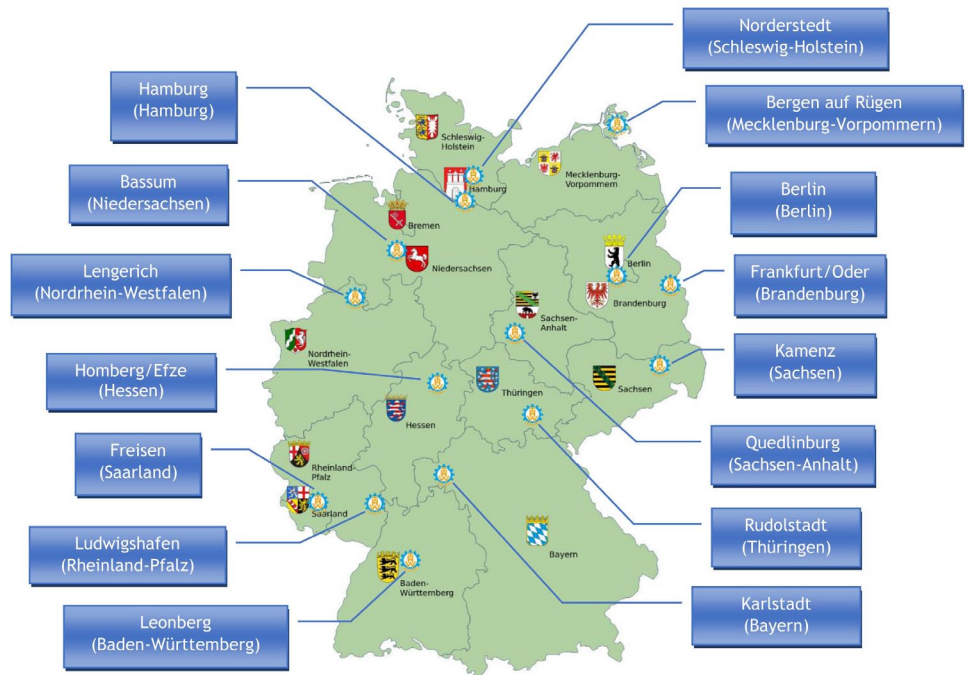 Norderstedt
(Schleswig-Holstein)
Hamburg
(Hamburg)
Bergen auf Rügen
(Mecklenburg-Vorpommern)
Bassum
(Niedersachsen)
Berlin
(Berlin)
Lengerich
(Nordrhein-Westfalen)
Frankfurt/Oder
(Brandenburg)
Homberg/Efze
(Hessen)
Kamenz
(Sachsen)
Freisen
(Saarland)
Quedlinburg
(Sachsen-Anhalt)
Ludwigshafen
(Rheinland-Pfalz)
Rudolstadt
(Thüringen)
Leonberg
(Baden-Württemberg)
Karlstadt
(Bayern)
Schleswig-
Holstein
Hamburg
Mecklenburg-
Vorpommern
Bremen
Niedersachsen
Berlin
Brandenburg
Sachsen-
Anhalt
Nordrhein-
Westfalen
Thüringen
Sachsen
Hessen
Rheinland-
Pfalz
Saarland
Bayern
Baden-
Württemberg